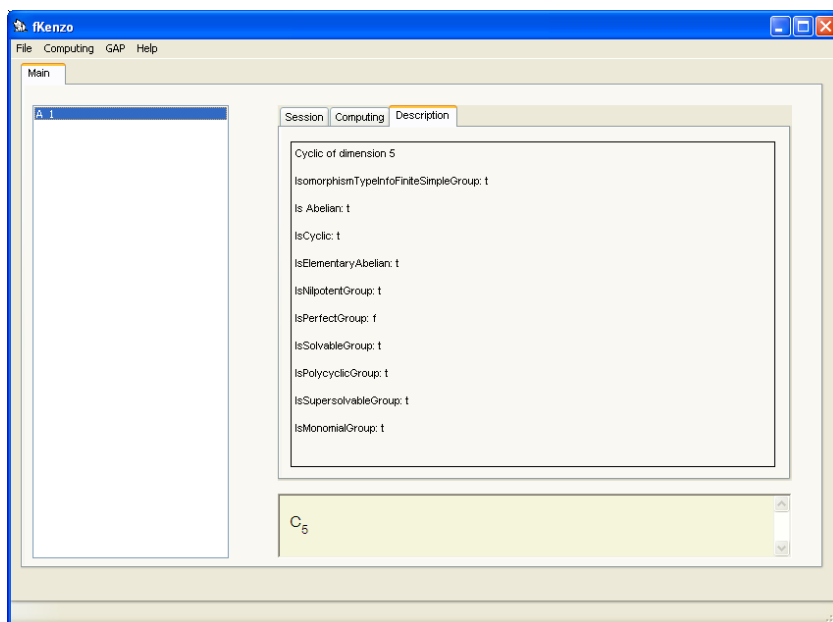 fKenzo
File Computing GAP Help
Main
A 1
Session Computing Description
Cyclic of dimension 5
IsomorphismTypeInfoFiniteSimpleGroup: t
Is Abelian: t
IsCyclic: t
IsElementaryAbelian: t
IsNilpotentGroup: t
IsPerfectGroup: f
IsSolvableGroup: t
IsPolycyclicGroup: t
IsSupersolvableGroup: t
IsMonomialGroup: t
C5